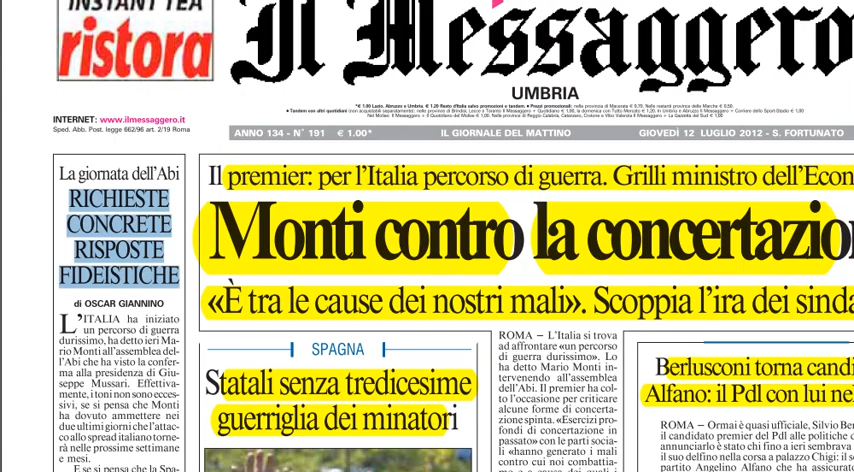 INSTANT TEA
ristora
Il Messaggero
UMBRIA
INTERNET: www.ilmessaggero.it
Sped. Abb. Post. legge 662/96 art. 2/19 Roma
ANNO 134 - N° 191 € 1.00* IL GIORNALE DEL MATTINO GIOVEDÌ 12 LUGLIO 2012 - S. FORTUNATO
La giornata dell'Abi
RICHIESTE
CONCRETE
RISPOSTE
FIDEISTICHE
di OSCAR GIANNINO
L'ITALIA ha iniziato
un percorso di guerra
durissimo, ha detto ieri Ma-
rio Monti all'assemblea del-
l'Abi che ha visto la confer-
ma alla presidenza di Giu-
seppe Mussari. Effettiva-
mente, i toni non sono ecces-
sivi, se si pensa che Monti
ha dovuto ammettere nei
due ultimi giorni che l'attac-
co allo spread italiano torne-
rà nelle prossime settimane
e mesi.
E se si pensa che la Spa-
Il premier: per l'Italia percorso di guerra. Grilli ministro dell'Econ
Monti contro la concertazio
«È tra le cause dei nostri mali». Scoppia l'ira dei sinda
SPAGNA
Statali senza tredicesime
guerriglia dei minatori
ROMA – L'Italia si trova
ad affrontare «un percorso
di guerra durissimo». Lo
ha detto Mario Monti in-
tervenendo all'assemblea
dell'Abi. Il premier ha col-
to l'occasione per criticare
alcune forme di concerta-
zione spinta. «Esercizi pro-
fondi di concertazione in
passato» con le parti socia-
li «hanno generato i mali
contro cui noi combattia-
Berlusconi torna candi
Alfano: il Pdl con lui ne
ROMA – Ormai è quasi ufficiale, Silvio Ber
il candidato premier del Pdl alle politiche d
annunciarlo è stato chi fino a ieri sembrava
il suo delfino nella corsa a palazzo Chigi: il se
partito Angelino Alfano che ha assicurat